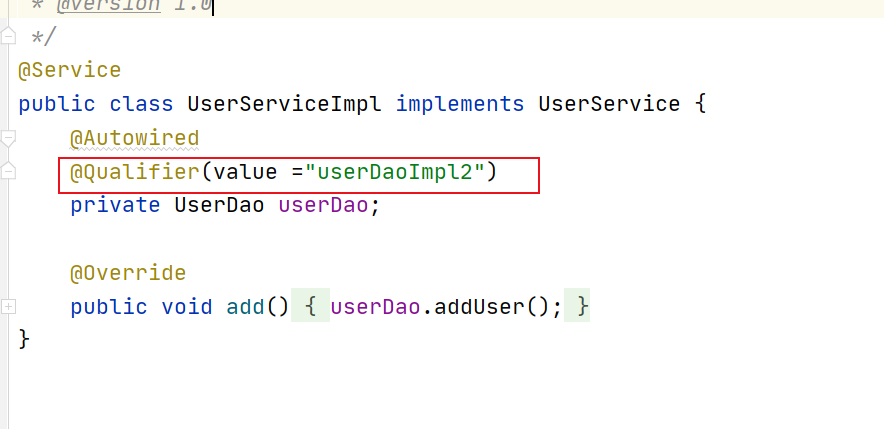 * @version 1.0
*/
@Service
public class UserServiceImpl implements UserService {
@Autowired
@Qualifier(value ="userDaoImpl2")
private UserDao userDao;
@Override
public void add() { userDao.addUser(); }
}